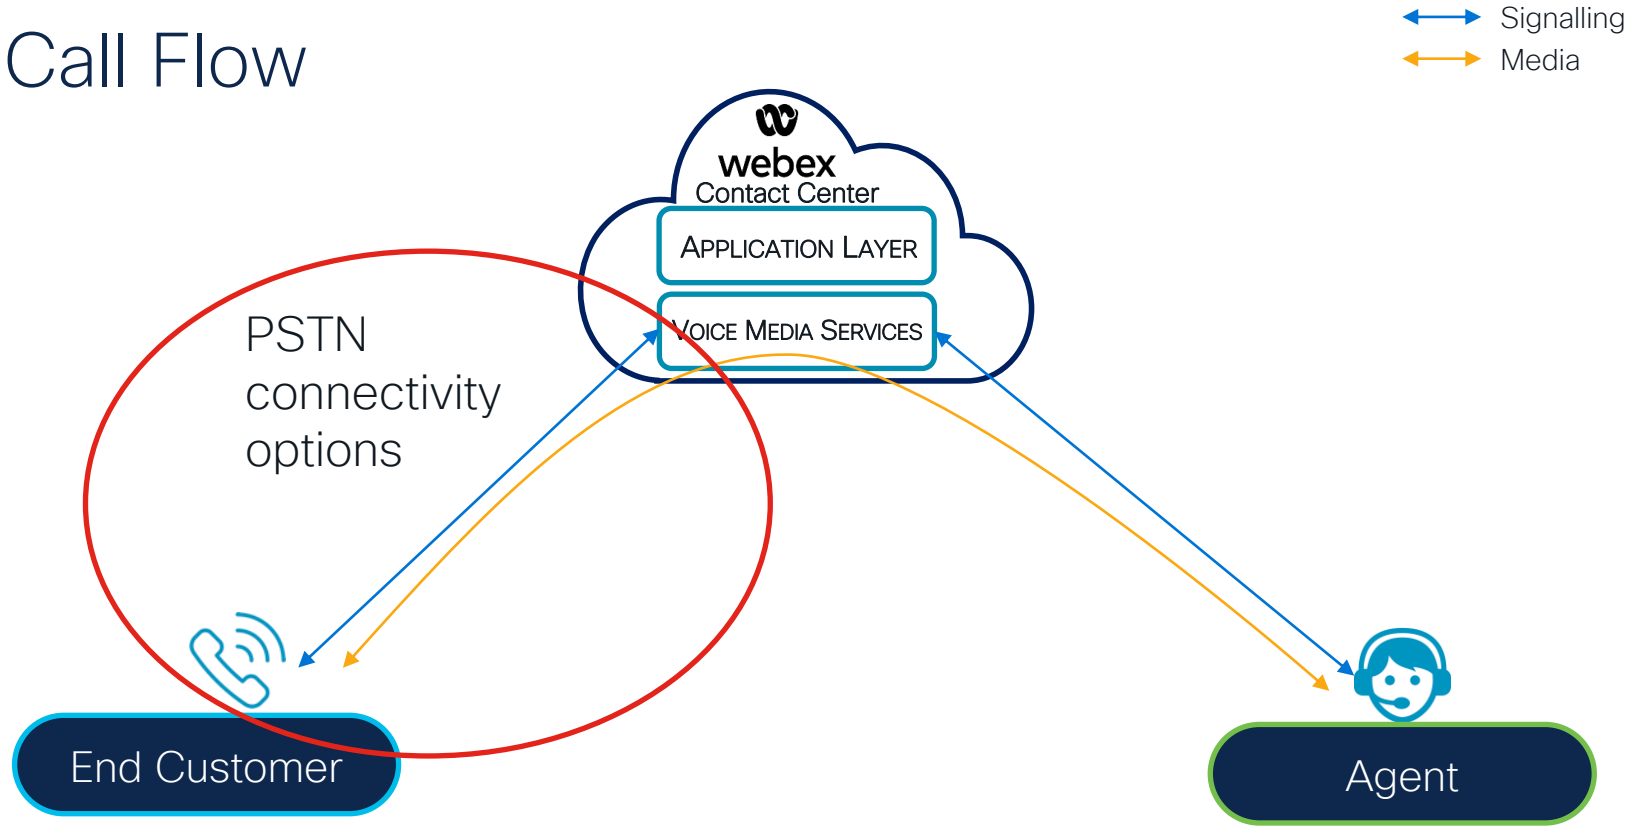 Call Flow
Signalling
Media
webex
Contact Center
APPLICATION LAYER
VOICE MEDIA SERVICES
PSTN
connectivity
options
End Customer
Agent